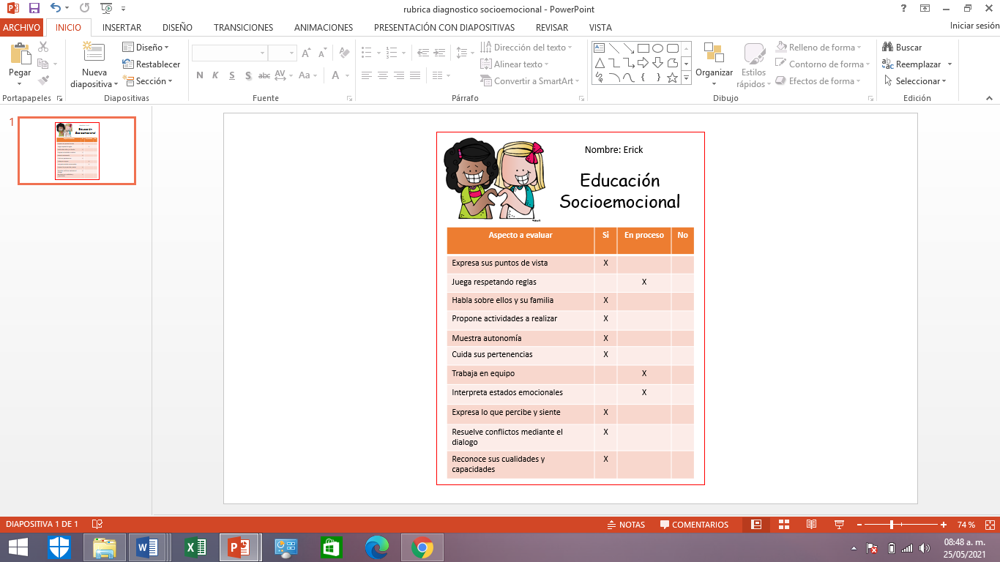 rubrica diagnostico socioemocional - PowerPoint
ARCHIVO INICIO INSERTAR DISEÑO TRANSICIONES ANIMACIONES PRESENTACIÓN CON DIAPOSITIVAS REVISAR VISTA Iniciar sesión
Pegar
Nueva diapositiva
Diseño
Restablecer
Sección
N K S S abc AV Aa A
Dirección del texto
Alinear texto
Convertir a SmartArt
Organizar
Estilos rápidos
Relleno de forma
Contorno de forma
Efectos de forma
Buscar
Reemplazar
Seleccionar
Portapapeles Diapositivas Fuente Párrafo Dibujo Edición
1
Nombre: Erick
Educación
Socioemocional
Aspecto a evaluar Si En proceso No
Expresa sus puntos de vista X
Juega respetando reglas X
Habla sobre ellos y su familia X
Propone actividades a realizar X
Muestra autonomía X
Cuida sus pertenencias X
Trabaja en equipo X
Interpreta estados emocionales X
Expresa lo que percibe y siente X
Resuelve conflictos mediante el X
dialogo
Reconoce sus cualidades y X
capacidades
DIAPOSITIVA 1 DE 1 NOTAS COMENTARIOS 74 %
08:48 a. m.
25/05/2021